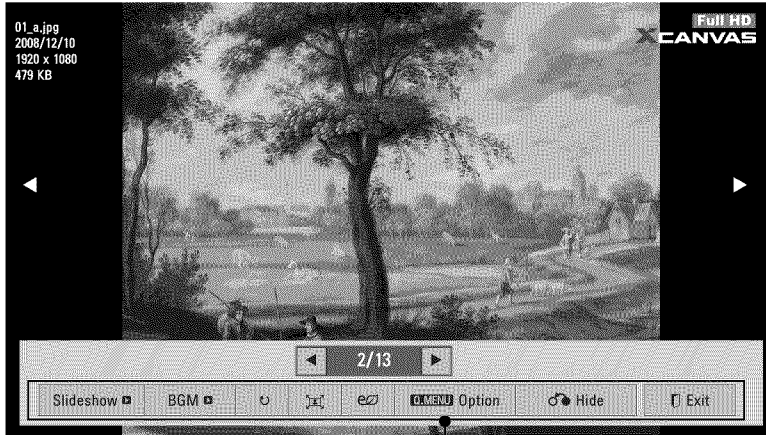 01_a.jpg
2008/12/10
1920 x 1080
479 KB
Full HD
XCANVAS
2/13
Slideshow BGM Q.MENU Option Hide Exit